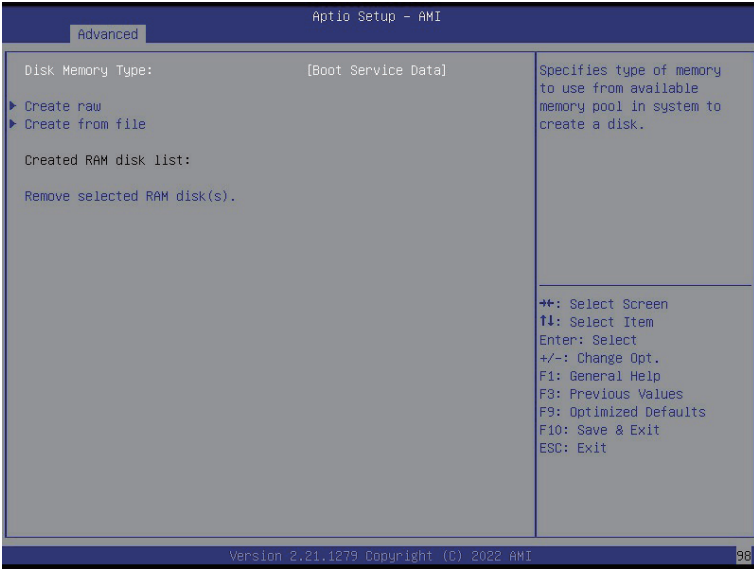 Aptio Setup – AMI
Advanced
Disk Memory Type: [Boot Service Data]
Create raw
Create from file
Created RAM disk list:
Remove selected RAM disk(s).
Specifies type of memory
to use from available
memory pool in system to
create a disk.
→←: Select Screen
↑↓: Select Item
Enter: Select
+/-: Change Opt.
F1: General Help
F3: Previous Values
F9: Optimized Defaults
F10: Save & Exit
ESC: Exit
Version 2.21.1279 Copyright (C) 2022 AMI
98